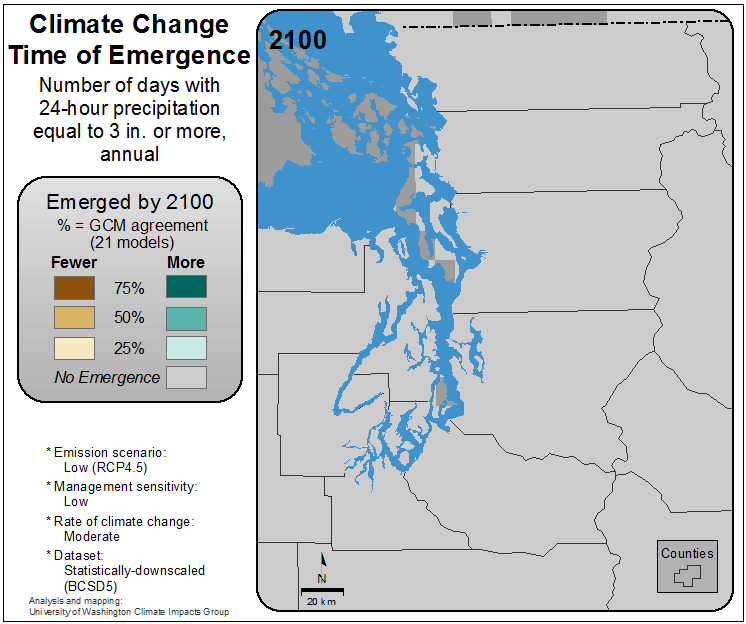 Climate Change
Time of Emergence
Number of days with
24-hour precipitation
equal to 3 in. or more,
annual
Emerged by 2100
% = GCM agreement
(21 models)
Fewer More
75%
50%
25%
No Emergence
* Emission scenario:
Low (RCP4.5)
* Management sensitivity:
Low
* Rate of climate change:
Moderate
* Dataset:
Statistically-downscaled
(BCSD5)
Analysis and mapping:
University of Washington Climate Impacts Group
2100
N
20 km
Counties